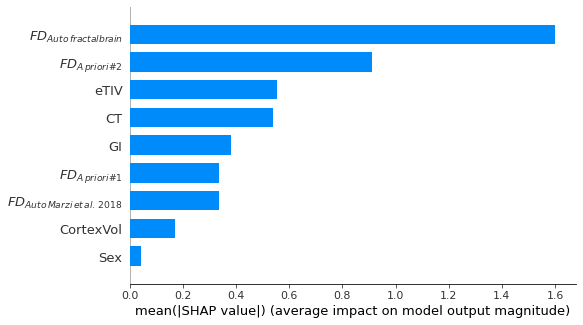 FD_Auto fractalbrain
FD_A priori#2
eTIV
CT
GI
FD_A priori#1
FD_Auto Marzi et al. 2018
CortexVol
Sex
0.0 0.2 0.4 0.6 0.8 1.0 1.2 1.4 1.6
mean(|SHAP value|) (average impact on model output magnitude)